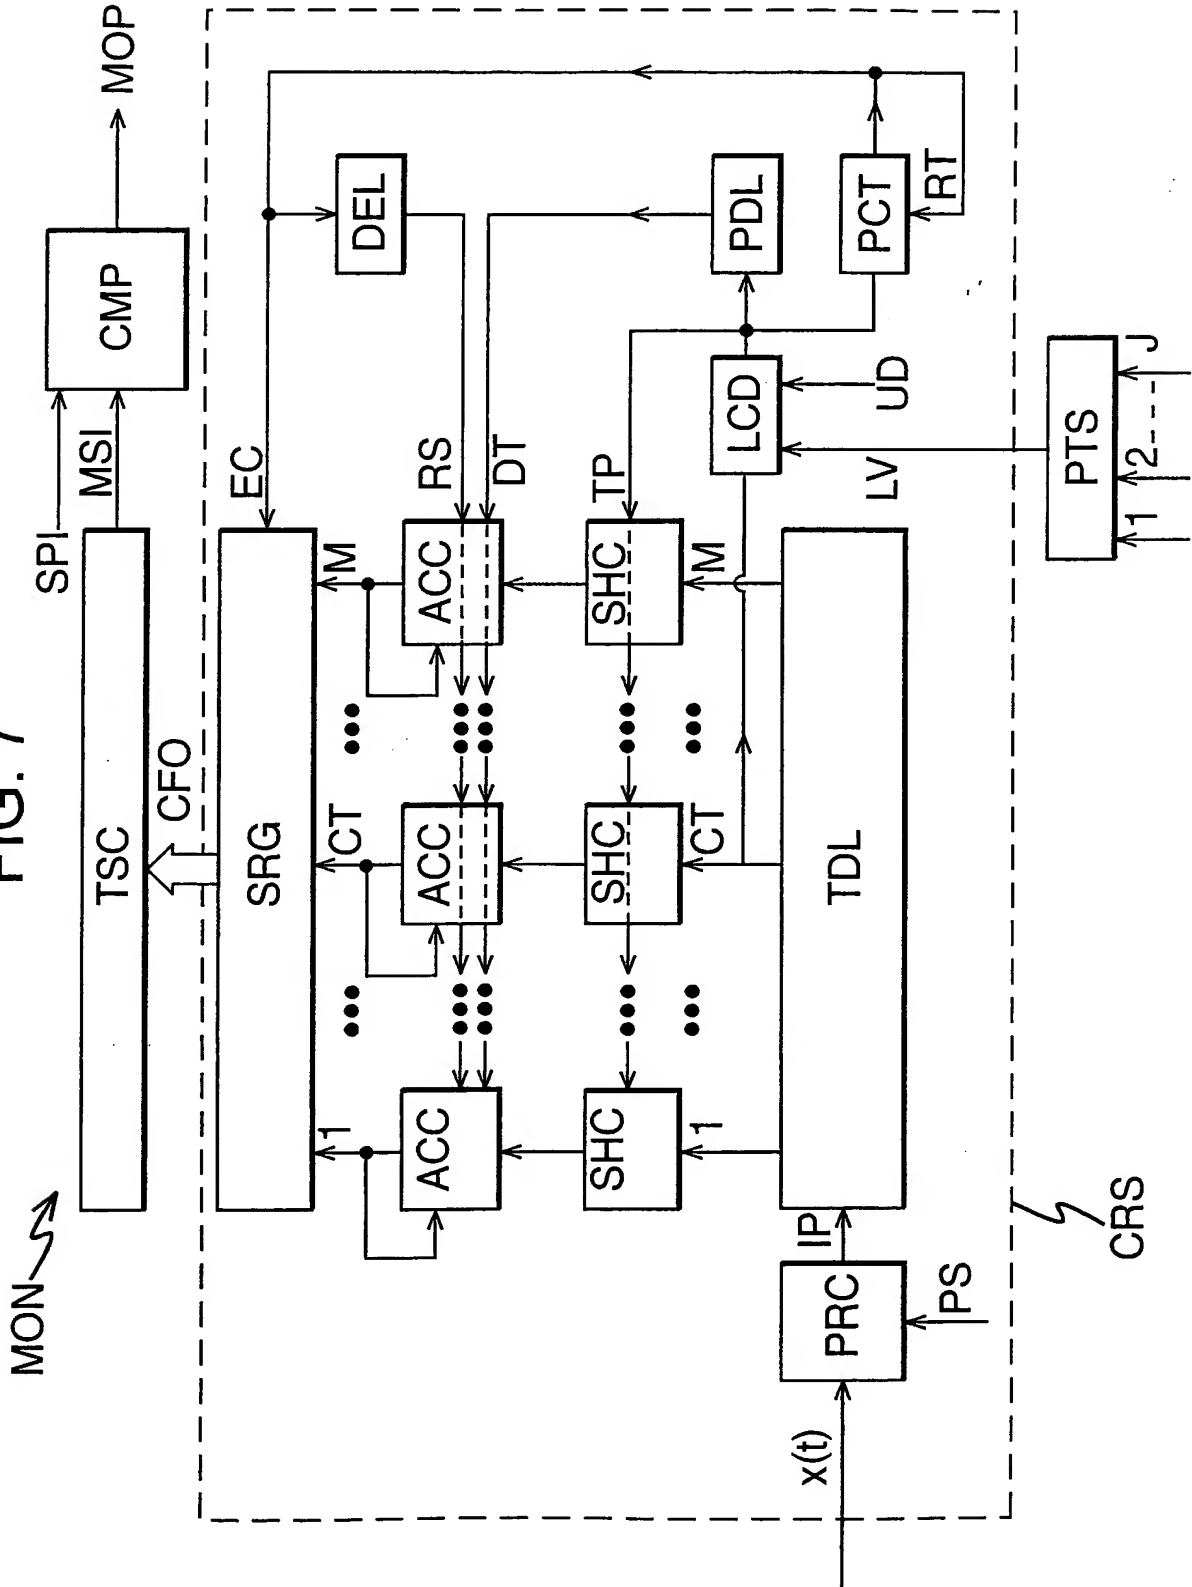 FIG. 7
MON
SPI
MSI
CMP
MOP
TSC
CFO
SRG
EC
DEL
1
CT
M
ACC
ACC
ACC
RS
DT
PDL
SHC
SHC
SHC
TP
LCD
PCT
RT
1
CT
M
UD
LV
TDL
IP
PRC
PS
x(t)
PTS
1 2 J
CRS